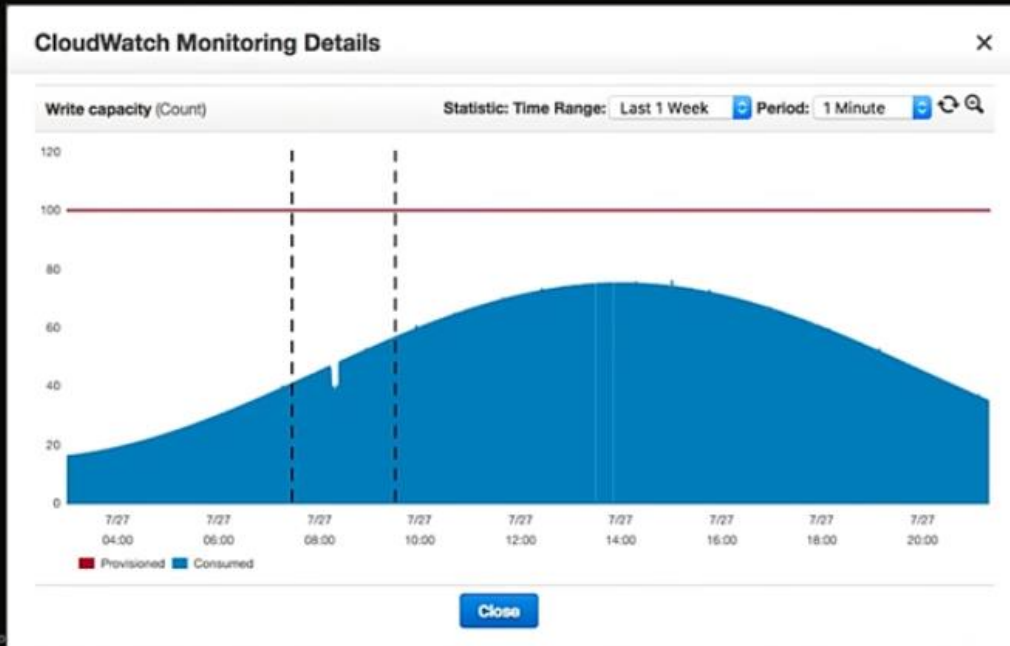 CloudWatch Monitoring Details
Write capacity (Count) Statistic: Time Range: Last 1 Week Period: 1 Minute
120
100
80
60
40
20
0
7/27 7/27 7/27 7/27 7/27 7/27 7/27 7/27 7/27
04:00 06:00 08:00 10:00 12:00 14:00 16:00 18:00 20:00
Provisioned Consumed
Close